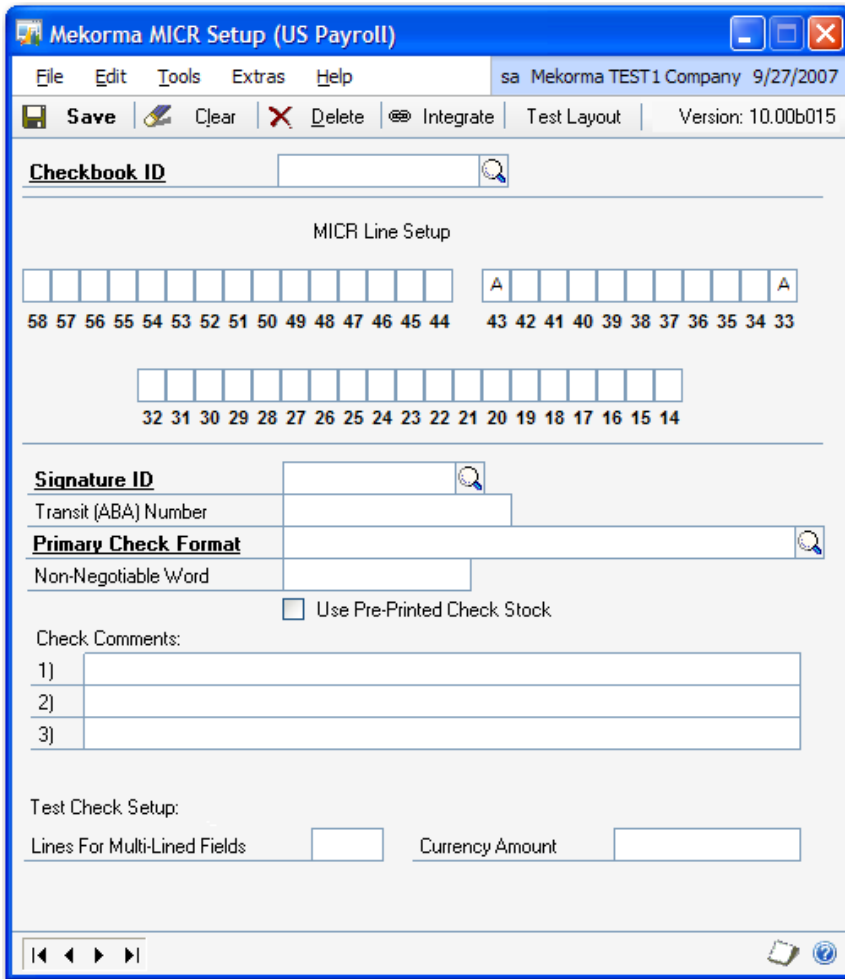 Mekorma MICR Setup (US Payroll)
File Edit Tools Extras Help sa Mekorma TEST1 Company 9/27/2007
Save Clear Delete Integrate Test Layout Version: 10.00b015
Checkbook ID
MICR Line Setup
A A
58 57 56 55 54 53 52 51 50 49 48 47 46 45 44 43 42 41 40 39 38 37 36 35 34 33
32 31 30 29 28 27 26 25 24 23 22 21 20 19 18 17 16 15 14
Signature ID
Transit (ABA) Number
Primary Check Format
Non-Negotiable Word
Use Pre-Printed Check Stock
Check Comments:
1)
2)
3)
Test Check Setup:
Lines For Multi-Lined Fields Currency Amount